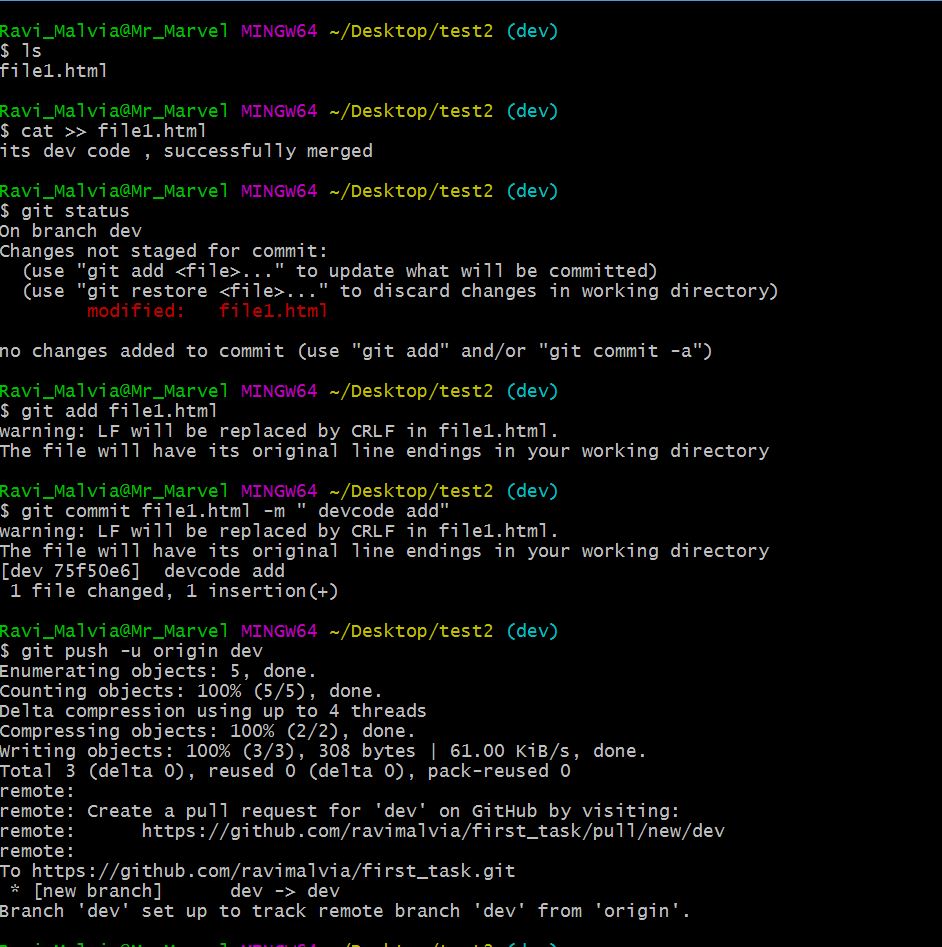 Ravi_Malvia@Mr_Marvel MINGW64 ~/Desktop/test2 (dev)
$ ls
file1.html
Ravi_Malvia@Mr_Marvel MINGW64 ~/Desktop/test2 (dev)
$ cat >> file1.html
its dev code , successfully merged
Ravi_Malvia@Mr_Marvel MINGW64 ~/Desktop/test2 (dev)
$ git status
On branch dev
Changes not staged for commit:
  (use "git add <file>..." to update what will be committed)
  (use "git restore <file>..." to discard changes in working directory)
        modified:   file1.html
no changes added to commit (use "git add" and/or "git commit -a")
Ravi_Malvia@Mr_Marvel MINGW64 ~/Desktop/test2 (dev)
$ git add file1.html
warning: LF will be replaced by CRLF in file1.html.
The file will have its original line endings in your working directory
Ravi_Malvia@Mr_Marvel MINGW64 ~/Desktop/test2 (dev)
$ git commit file1.html -m " devcode add"
warning: LF will be replaced by CRLF in file1.html.
The file will have its original line endings in your working directory
[dev 75f50e6]  devcode add
 1 file changed, 1 insertion(+)
Ravi_Malvia@Mr_Marvel MINGW64 ~/Desktop/test2 (dev)
$ git push -u origin dev
Enumerating objects: 5, done.
Counting objects: 100% (5/5), done.
Delta compression using up to 4 threads
Compressing objects: 100% (2/2), done.
Writing objects: 100% (3/3), 308 bytes | 61.00 KiB/s, done.
Total 3 (delta 0), reused 0 (delta 0), pack-reused 0
remote:
remote: Create a pull request for 'dev' on GitHub by visiting:
remote:      https://github.com/ravimalvia/first_task/pull/new/dev
remote:
To https://github.com/ravimalvia/first_task.git
 * [new branch]      dev -> dev
Branch 'dev' set up to track remote branch 'dev' from 'origin'.